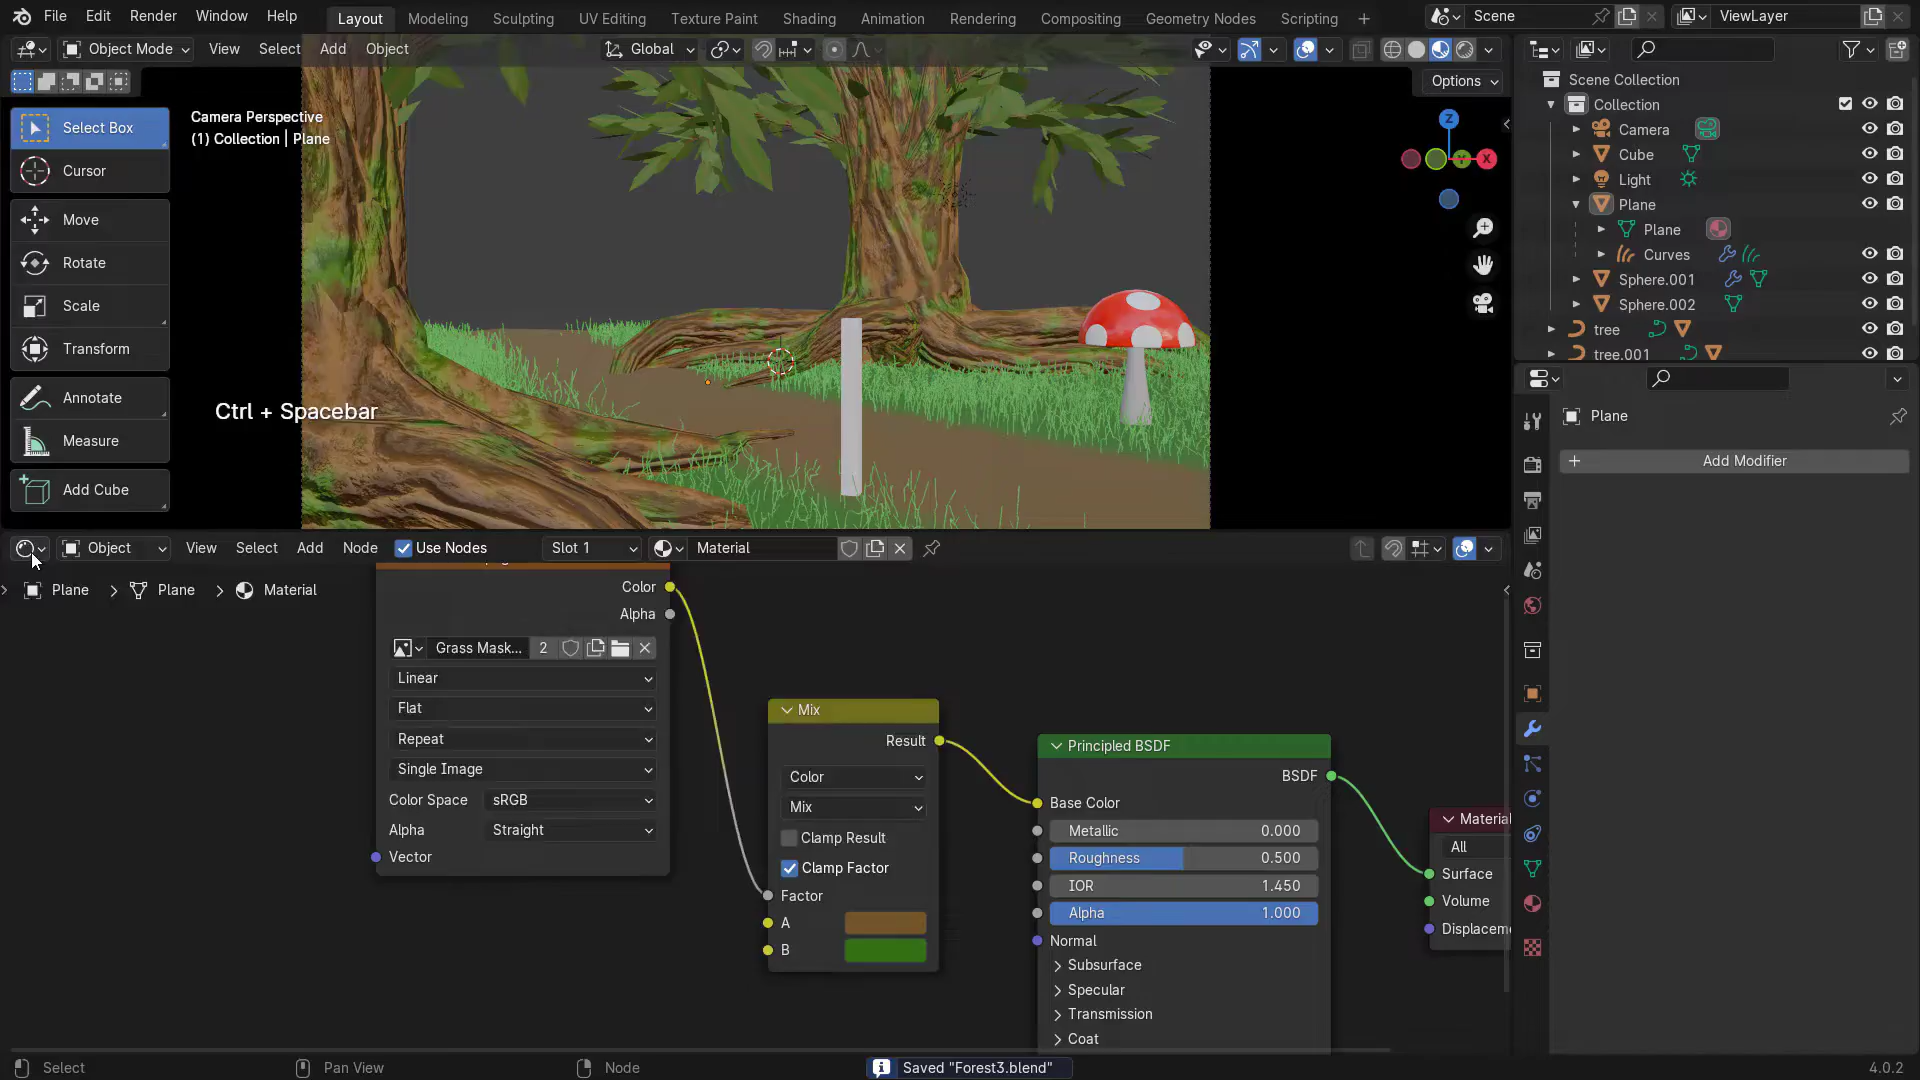 File Edit Render Window Help Layout Modeling Sculpting UV Editing Texture Paint Shading Animation Rendering Compositing Geometry Nodes Scripting + Scene ViewLayer
Object Mode View Select Add Object Global
Options
Select Box
Cursor
Move
Rotate
Scale
Transform
Annotate
Measure
Add Cube
Camera Perspective
(1) Collection | Plane
Ctrl + Spacebar
Z
X
Scene Collection
Collection
Camera
Cube
Light
Plane
Plane
Curves
Sphere.001
Sphere.002
tree
tree.001
Plane
+ Add Modifier
Object View Select Add Node Use Nodes Slot 1 Material
Plane > Plane > Material
Color
Alpha
Grass Mask... 2
Linear
Flat
Repeat
Single Image
Color Space sRGB
Alpha Straight
Vector
Mix
Result
Color
Mix
Clamp Result
Clamp Factor
Factor
A
B
Principled BSDF
BSDF
Base Color
Metallic 0.000
Roughness 0.500
IOR 1.450
Alpha 1.000
Normal
Subsurface
Specular
Transmission
Coat
Material
All
Surface
Volume
Displacem
Select Pan View Node Saved "Forest3.blend" 4.0.2